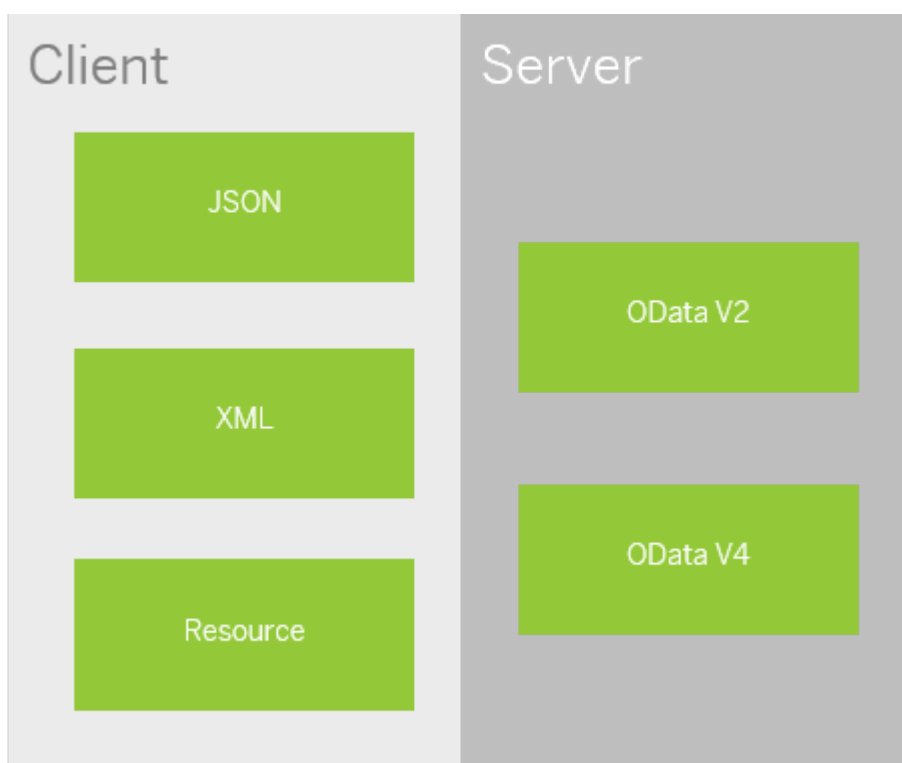 Client
JSON
XML
Resource
Server
OData V2
OData V4